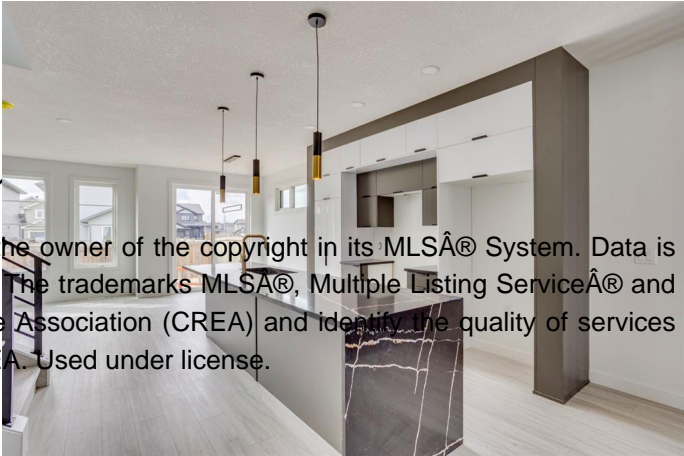 he owner of the copyright in its MLSÂ® System. Data is
The trademarks MLSÂ®, Multiple Listing ServiceÂ® and
Association (CREA) and identify the quality of services
Used under license.